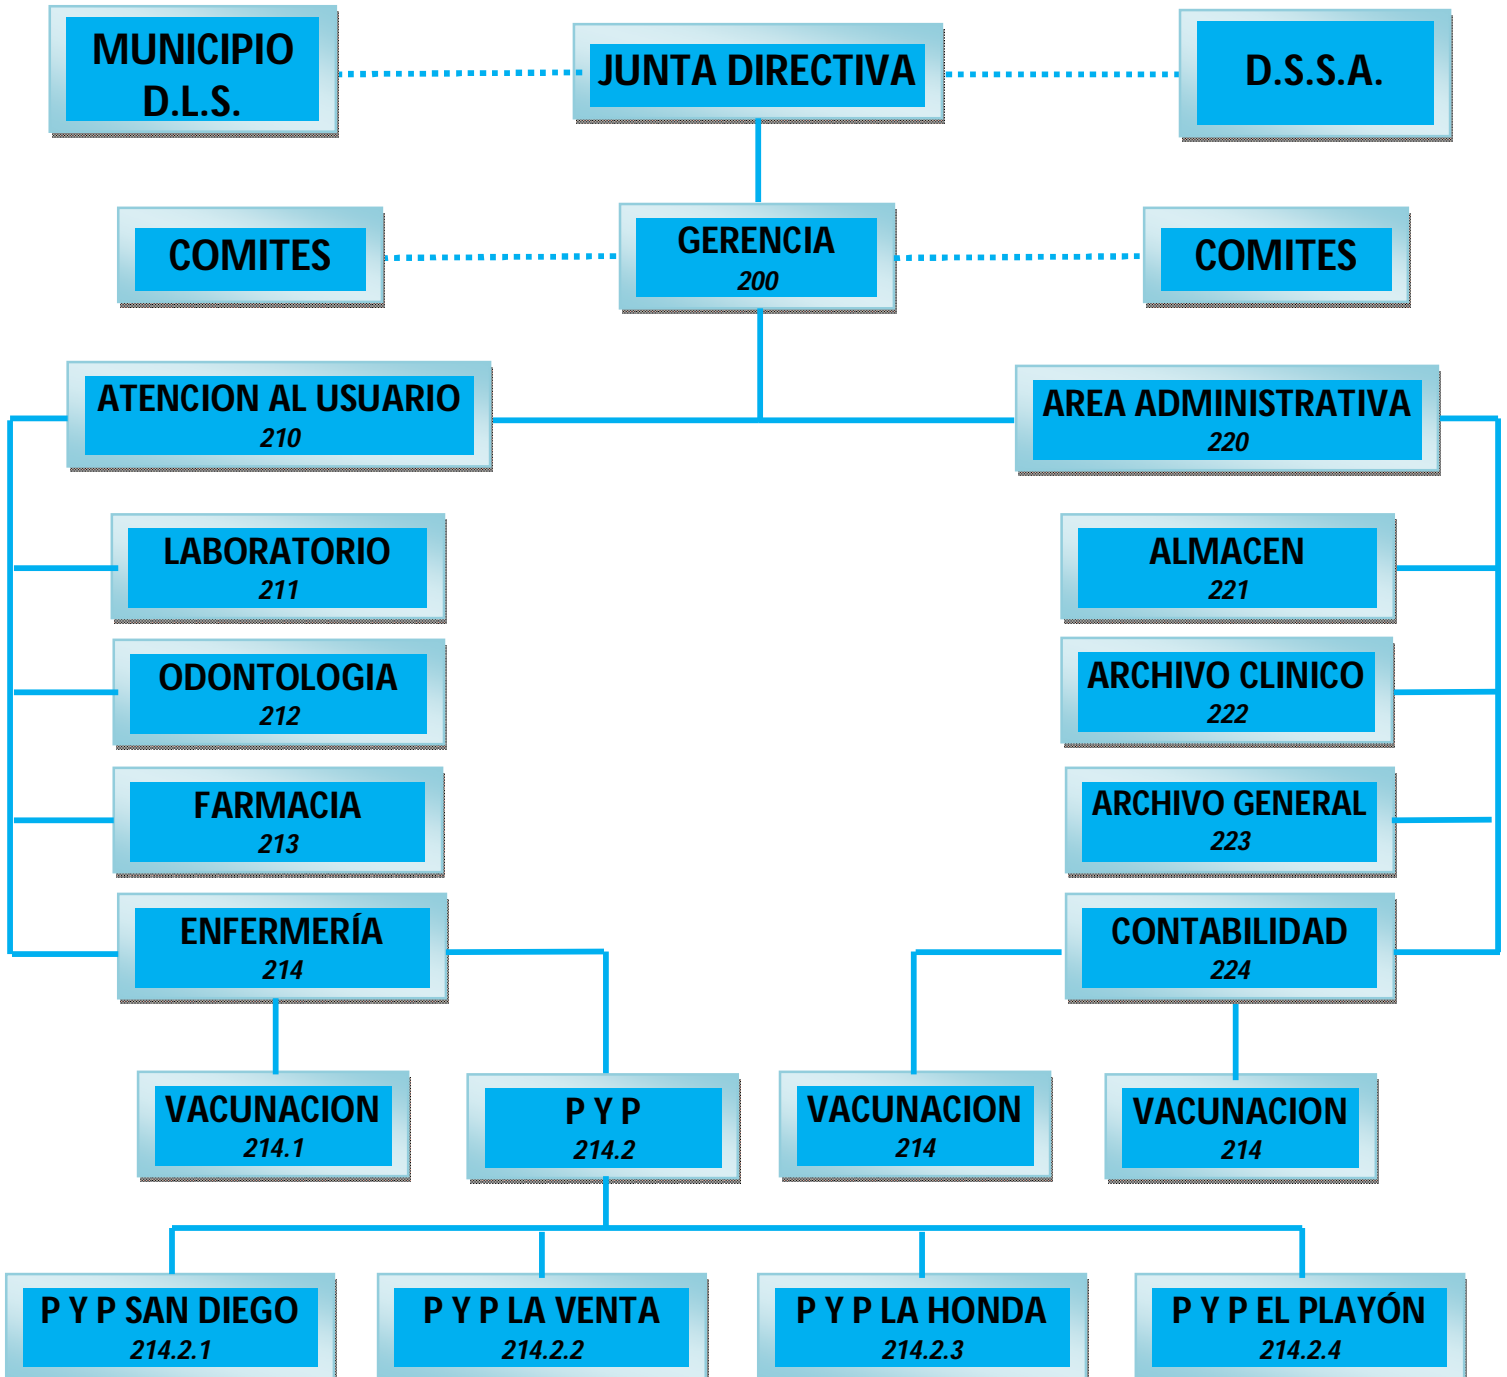 MUNICIPIO
D.L.S.
JUNTA DIRECTIVA
D.S.S.A.
COMITES
GERENCIA
200
COMITES
ATENCION AL USUARIO
210
AREA ADMINISTRATIVA
220
LABORATORIO
211
ALMACEN
221
ODONTOLOGIA
212
ARCHIVO CLINICO
222
FARMACIA
213
ARCHIVO GENERAL
223
ENFERMERÍA
214
CONTABILIDAD
224
VACUNACION
214.1
P Y P
214.2
VACUNACION
214
VACUNACION
214
P Y P SAN DIEGO
214.2.1
P Y P LA VENTA
214.2.2
P Y P LA HONDA
214.2.3
P Y P EL PLAYÓN
214.2.4